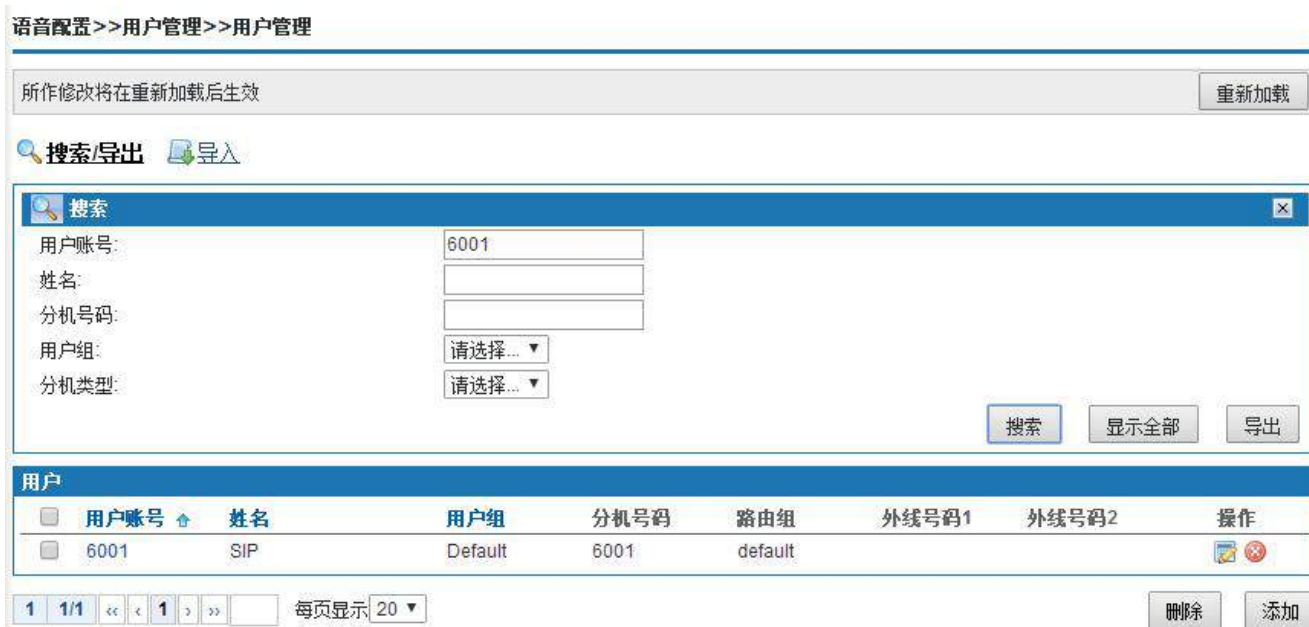 语音配置>>用户管理>>用户管理
所作修改将在重新加载后生效 重新加载
搜索/导出 导入
搜索
用户账号: 6001
姓名:
分机号码:
用户组: 请选择...
分机类型: 请选择...
搜索 显示全部 导出
用户
用户账号 姓名 用户组 分机号码 路由组 外线号码1 外线号码2 操作
6001 SIP Default 6001 default
1 1/1 « ‹ 1 › » 每页显示 20 删除 添加